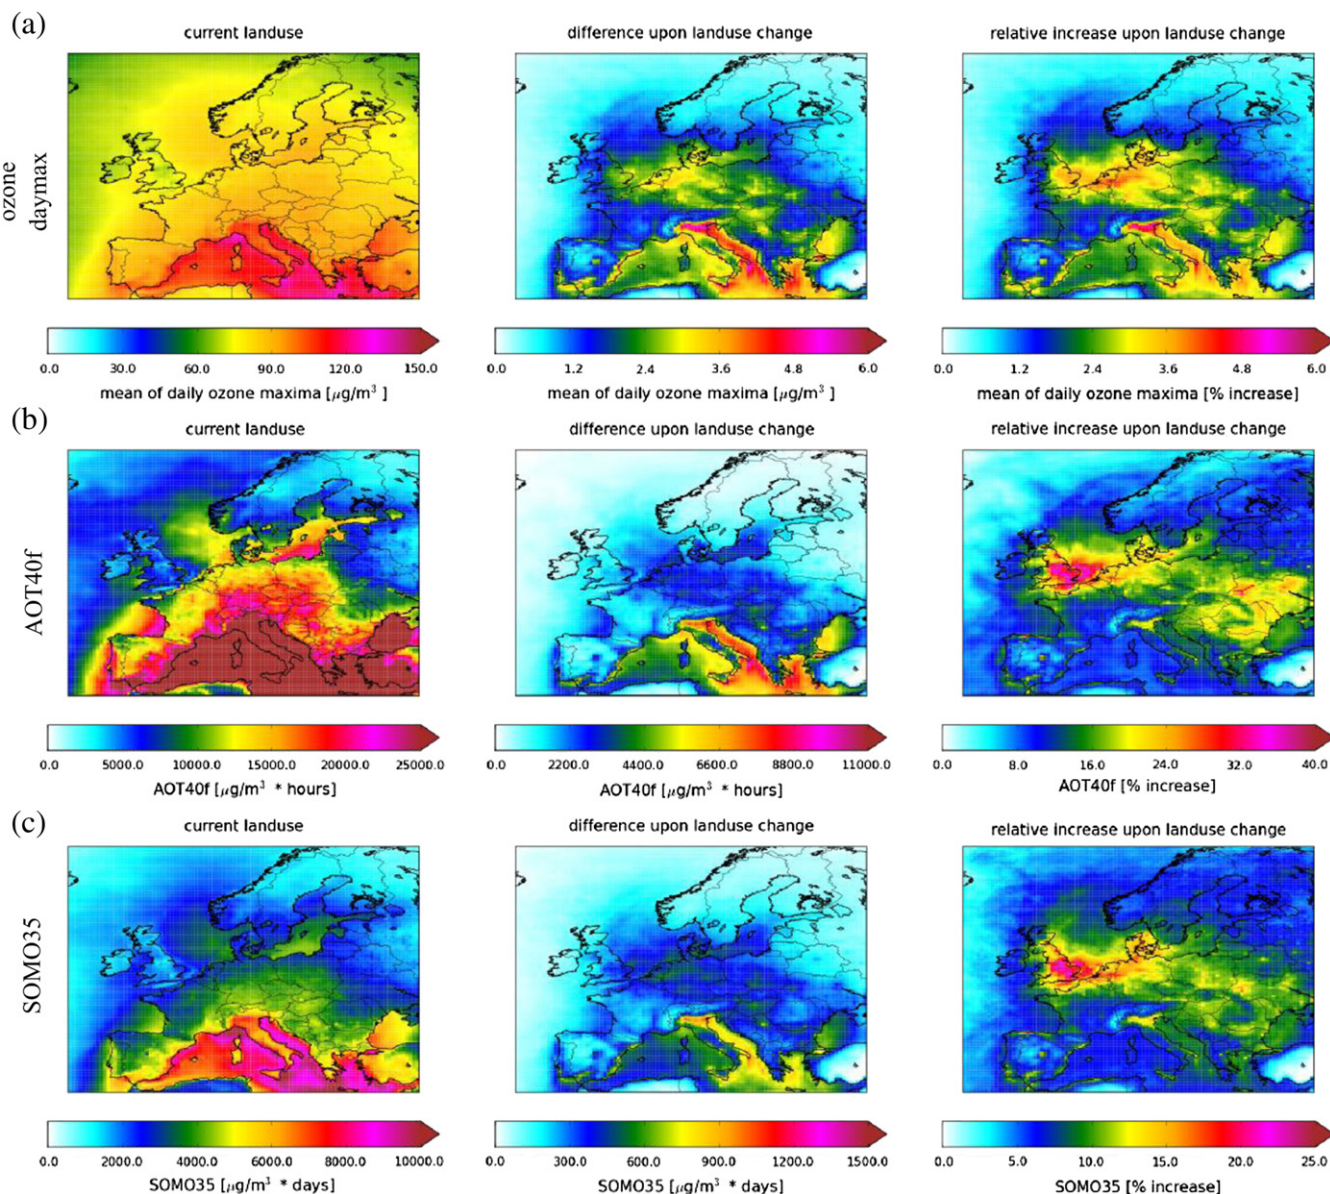 (a)
current landuse
difference upon landuse change
relative increase upon landuse change
ozone
daymax
0.0 30.0 60.0 90.0 120.0 150.0
0.0 1.2 2.4 3.6 4.8 6.0
0.0 1.2 2.4 3.6 4.8 6.0
mean of daily ozone maxima [μg/m³ ]
mean of daily ozone maxima [μg/m³ ]
mean of daily ozone maxima [% increase]
(b)
current landuse
difference upon landuse change
relative increase upon landuse change
AOT40f
0.0 5000.0 10000.0 15000.0 20000.0 25000.0
0.0 2200.0 4400.0 6600.0 8800.0 11000.0
0.0 8.0 16.0 24.0 32.0 40.0
AOT40f [μg/m³ * hours]
AOT40f [μg/m³ * hours]
AOT40f [% increase]
(c)
current landuse
difference upon landuse change
relative increase upon landuse change
SOMO35
0.0 2000.0 4000.0 6000.0 8000.0 10000.0
0.0 300.0 600.0 900.0 1200.0 1500.0
0.0 5.0 10.0 15.0 20.0 25.0
SOMO35 [μg/m³ * days]
SOMO35 [μg/m³ * days]
SOMO35 [% increase]